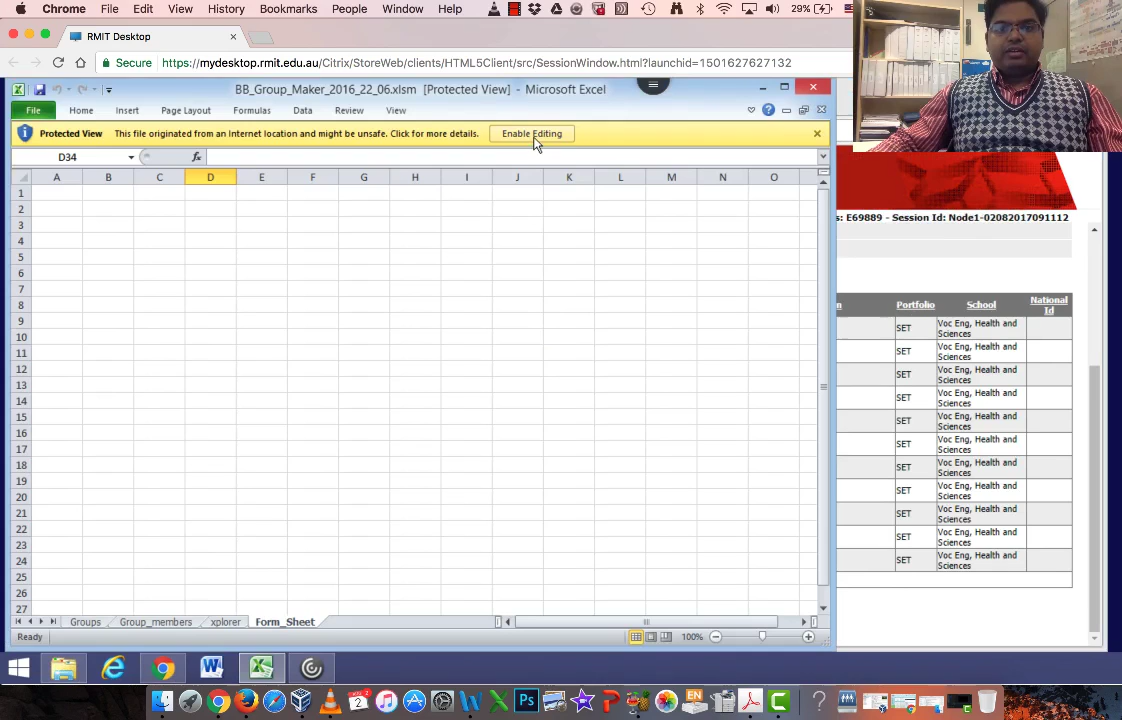 Chrome File Edit View History Bookmarks People Window Help 29%
RMIT Desktop
Secure https://mydesktop.rmit.edu.au/Citrix/StoreWeb/clients/HTML5Client/src/SessionWindow.html?launchid=1501627627132
BB_Group_Maker_2016_22_06.xlsm [Protected View] - Microsoft Excel
File Home Insert Page Layout Formulas Data Review View
Protected View This file originated from an Internet location and might be unsafe. Click for more details. Enable Editing
D34 fx
A B C D E F G H I J K L M N O
1
2
3
4
5
6
7
8
9
10
11
12
13
14
15
16
17
18
19
20
21
22
23
24
25
26
27
Groups Group_members xplorer Form_Sheet
Ready 100%
s: E69889 - Session Id: Node1-02082017091112
n Portfolio School National Id
SET Voc Eng, Health and Sciences
SET Voc Eng, Health and Sciences
SET Voc Eng, Health and Sciences
SET Voc Eng, Health and Sciences
SET Voc Eng, Health and Sciences
SET Voc Eng, Health and Sciences
SET Voc Eng, Health and Sciences
SET Voc Eng, Health and Sciences
SET Voc Eng, Health and Sciences
SET Voc Eng, Health and Sciences
SET Voc Eng, Health and Sciences